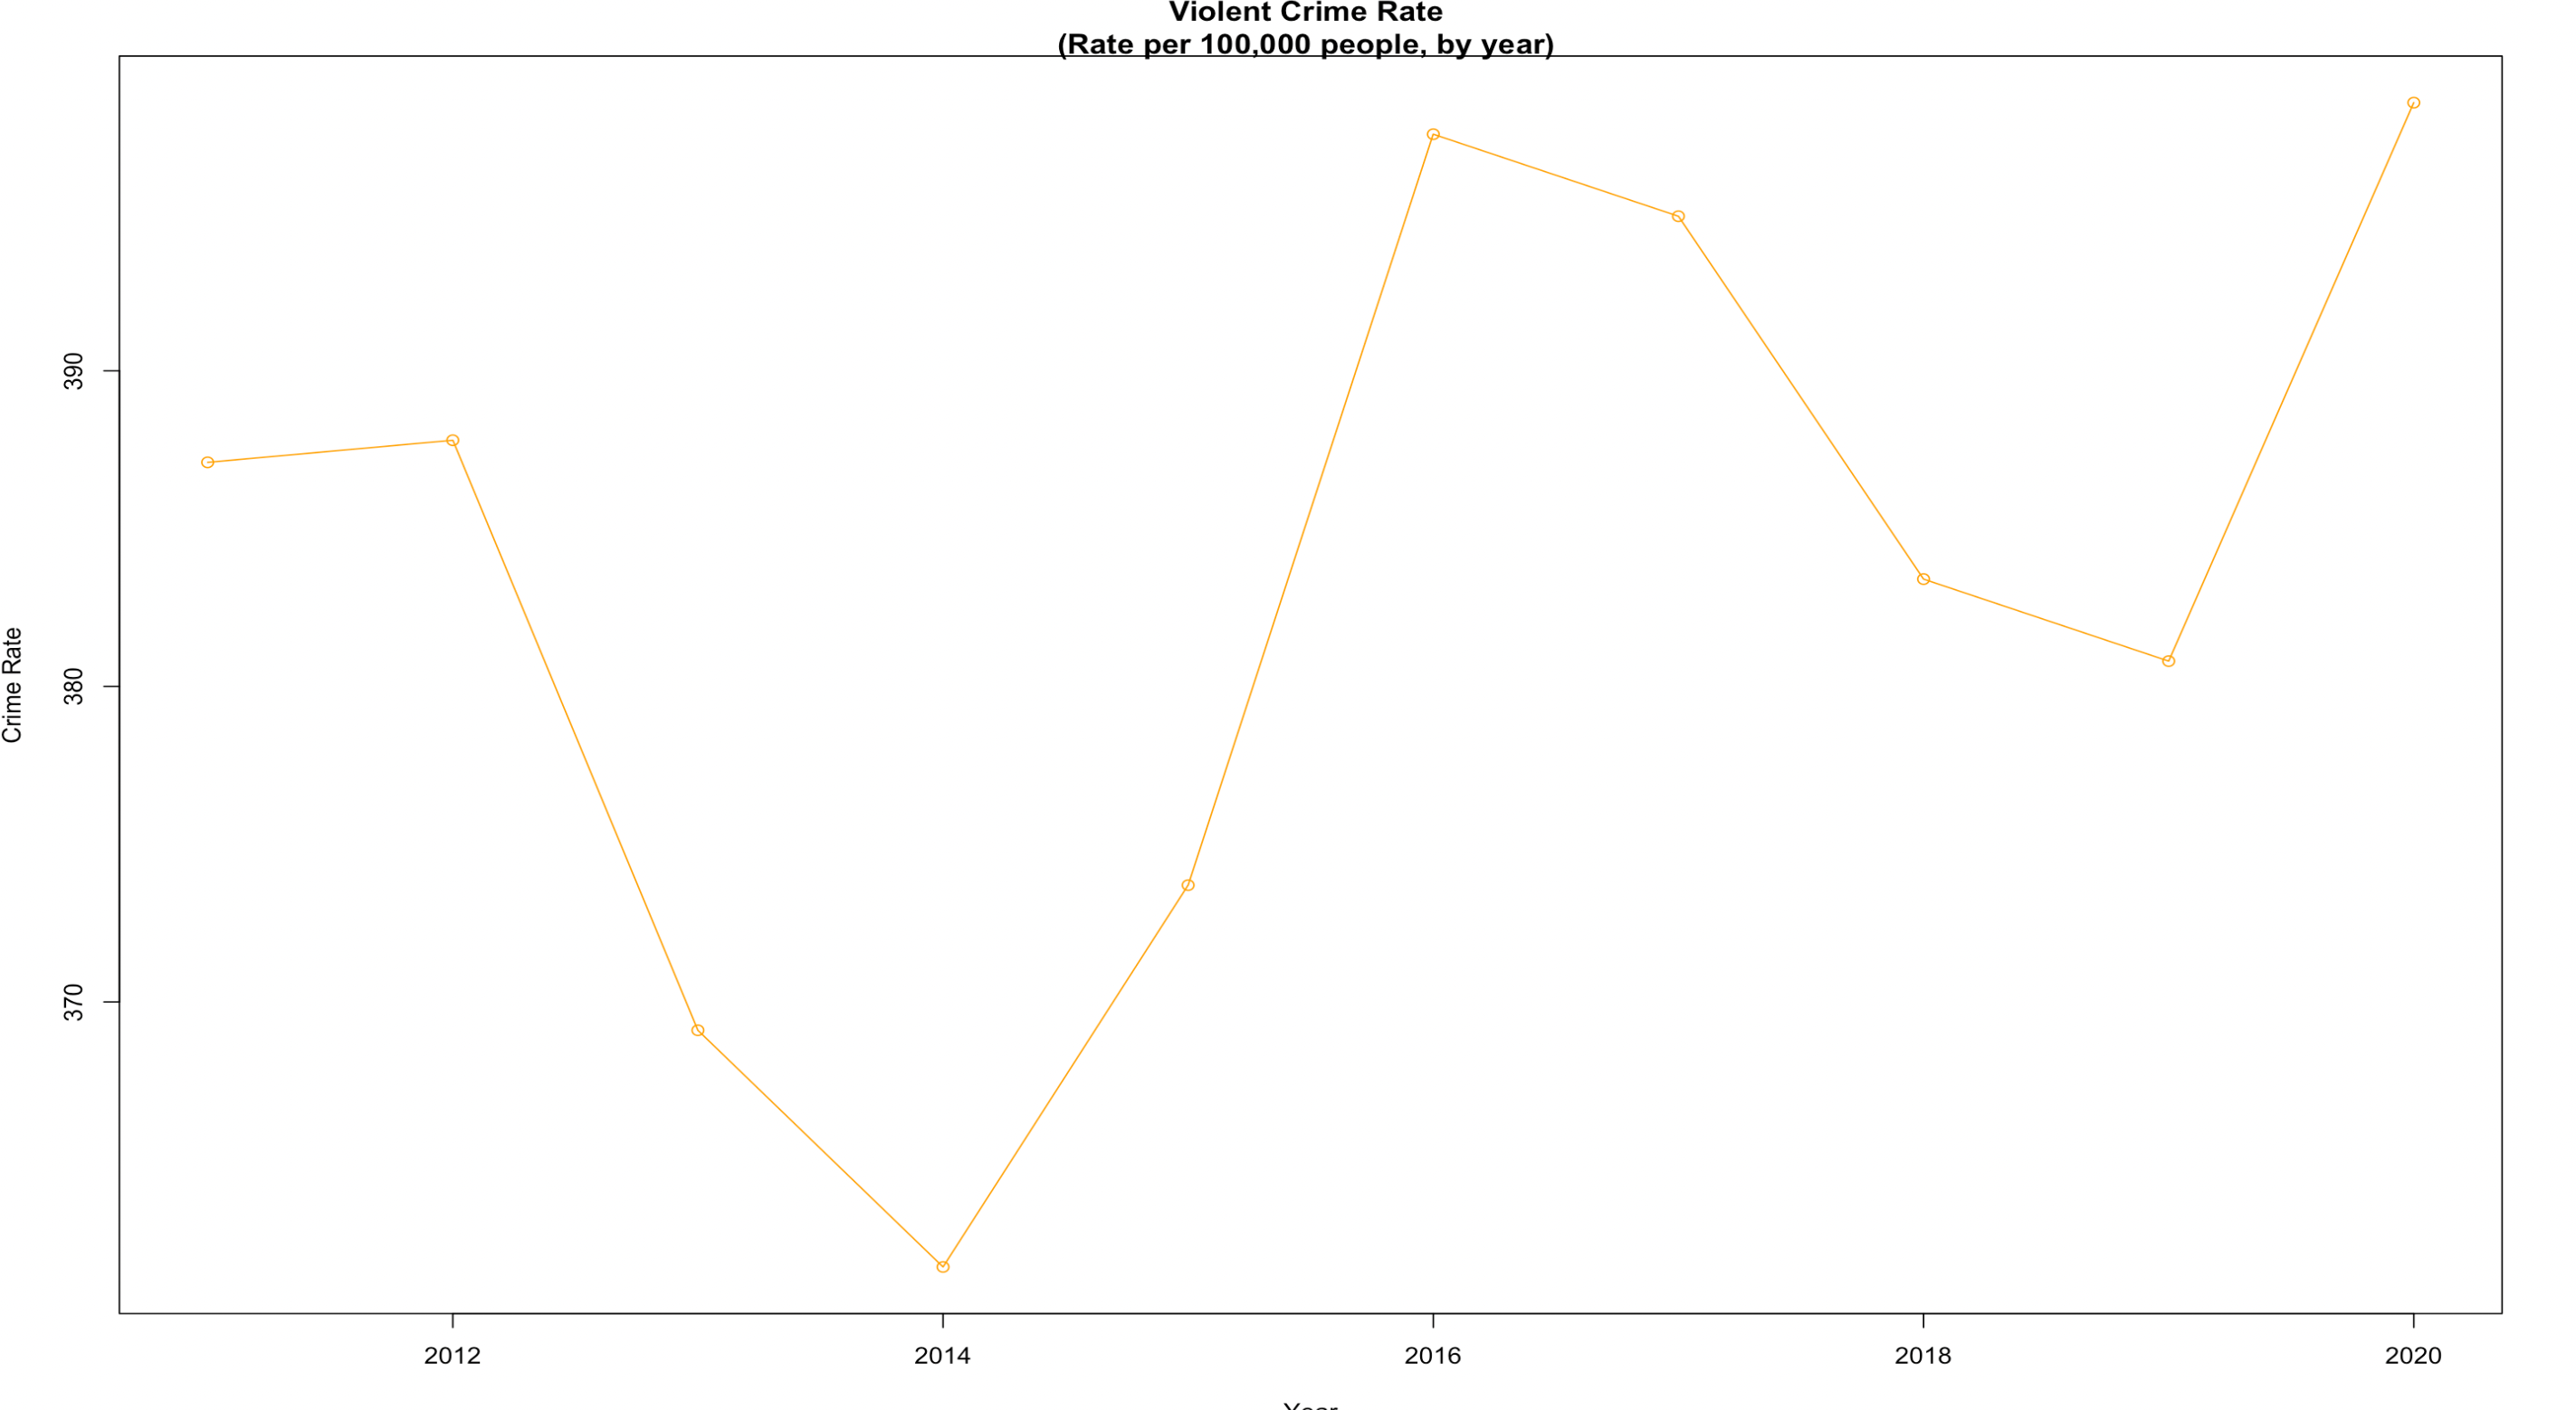 Violent Crime Rate
(Rate per 100,000 people, by year)
390
380
370
Crime Rate
2012
2014
2016
2018
2020
Year